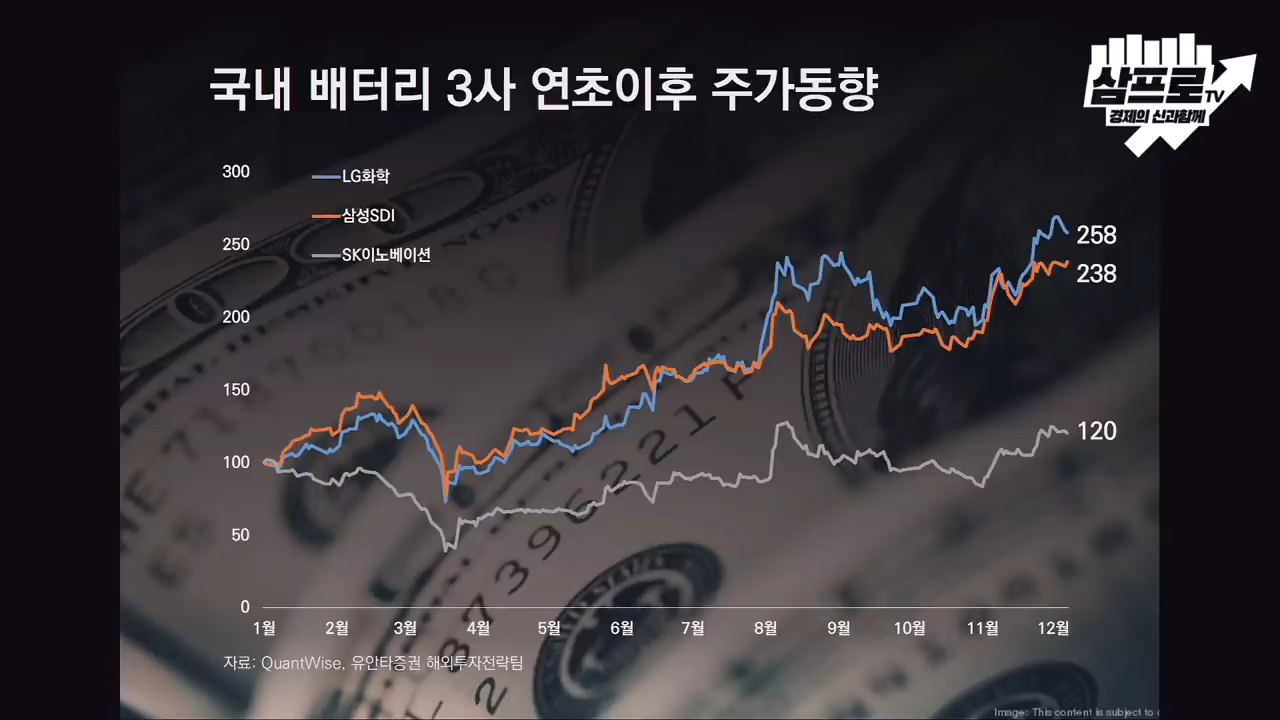 국내 배터리 3사 연초이후 주가동향
삼프로TV
경제의 신과함께
300
250
200
150
100
50
0
LG화학
삼성SDI
SK이노베이션
258
238
120
1월 2월 3월 4월 5월 6월 7월 8월 9월 10월 11월 12월
자료: QuantWise, 유안타증권 해외투자전략팀
Image: This content is subject to c